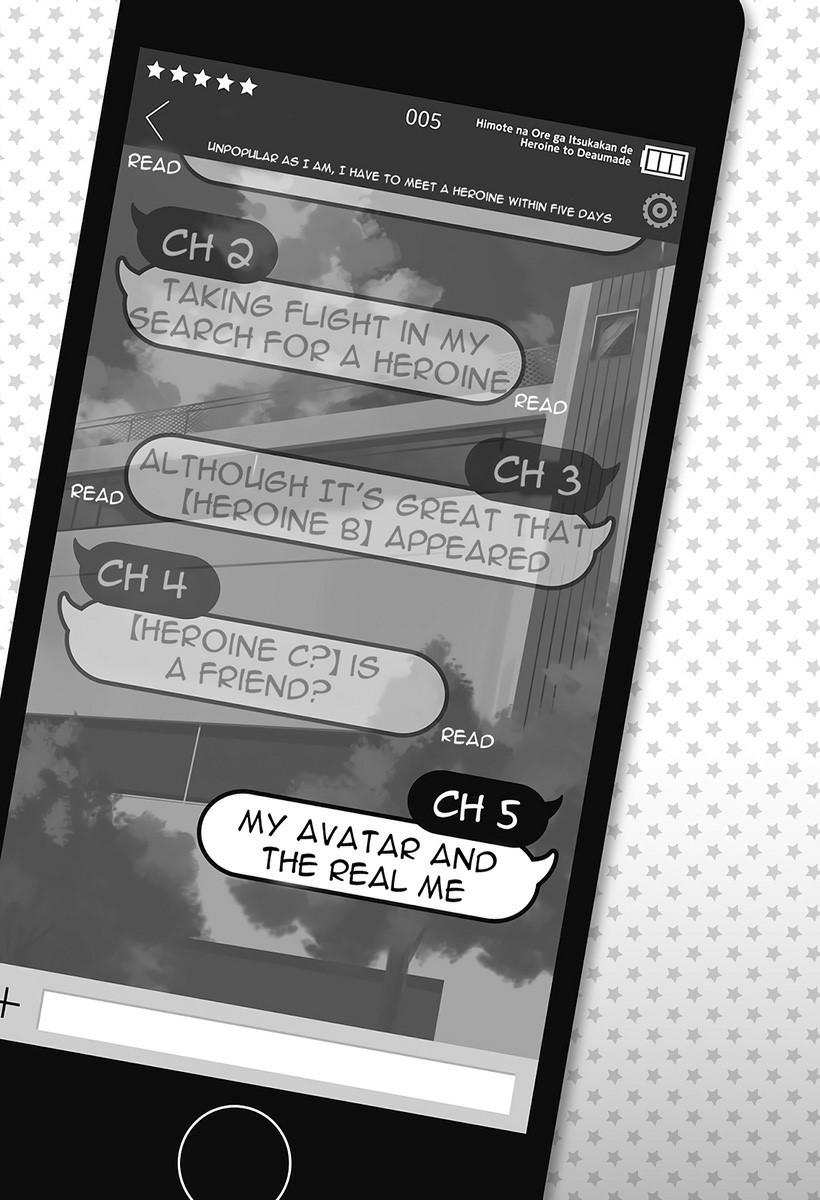 005
Himote na Ore ga Itsukakan de
Heroine to Deaumade
UNPOPULAR AS I AM, I HAVE TO MEET A HEROINE WITHIN FIVE DAYS
READ
CH 2
TAKING FLIGHT IN MY
SEARCH FOR A HEROINE
READ
CH 3
ALTHOUGH IT'S GREAT THAT
【HEROINE B】 APPEARED
READ
CH 4
【HEROINE C?】 IS
A FRIEND?
READ
CH 5
MY AVATAR AND
THE REAL ME
+